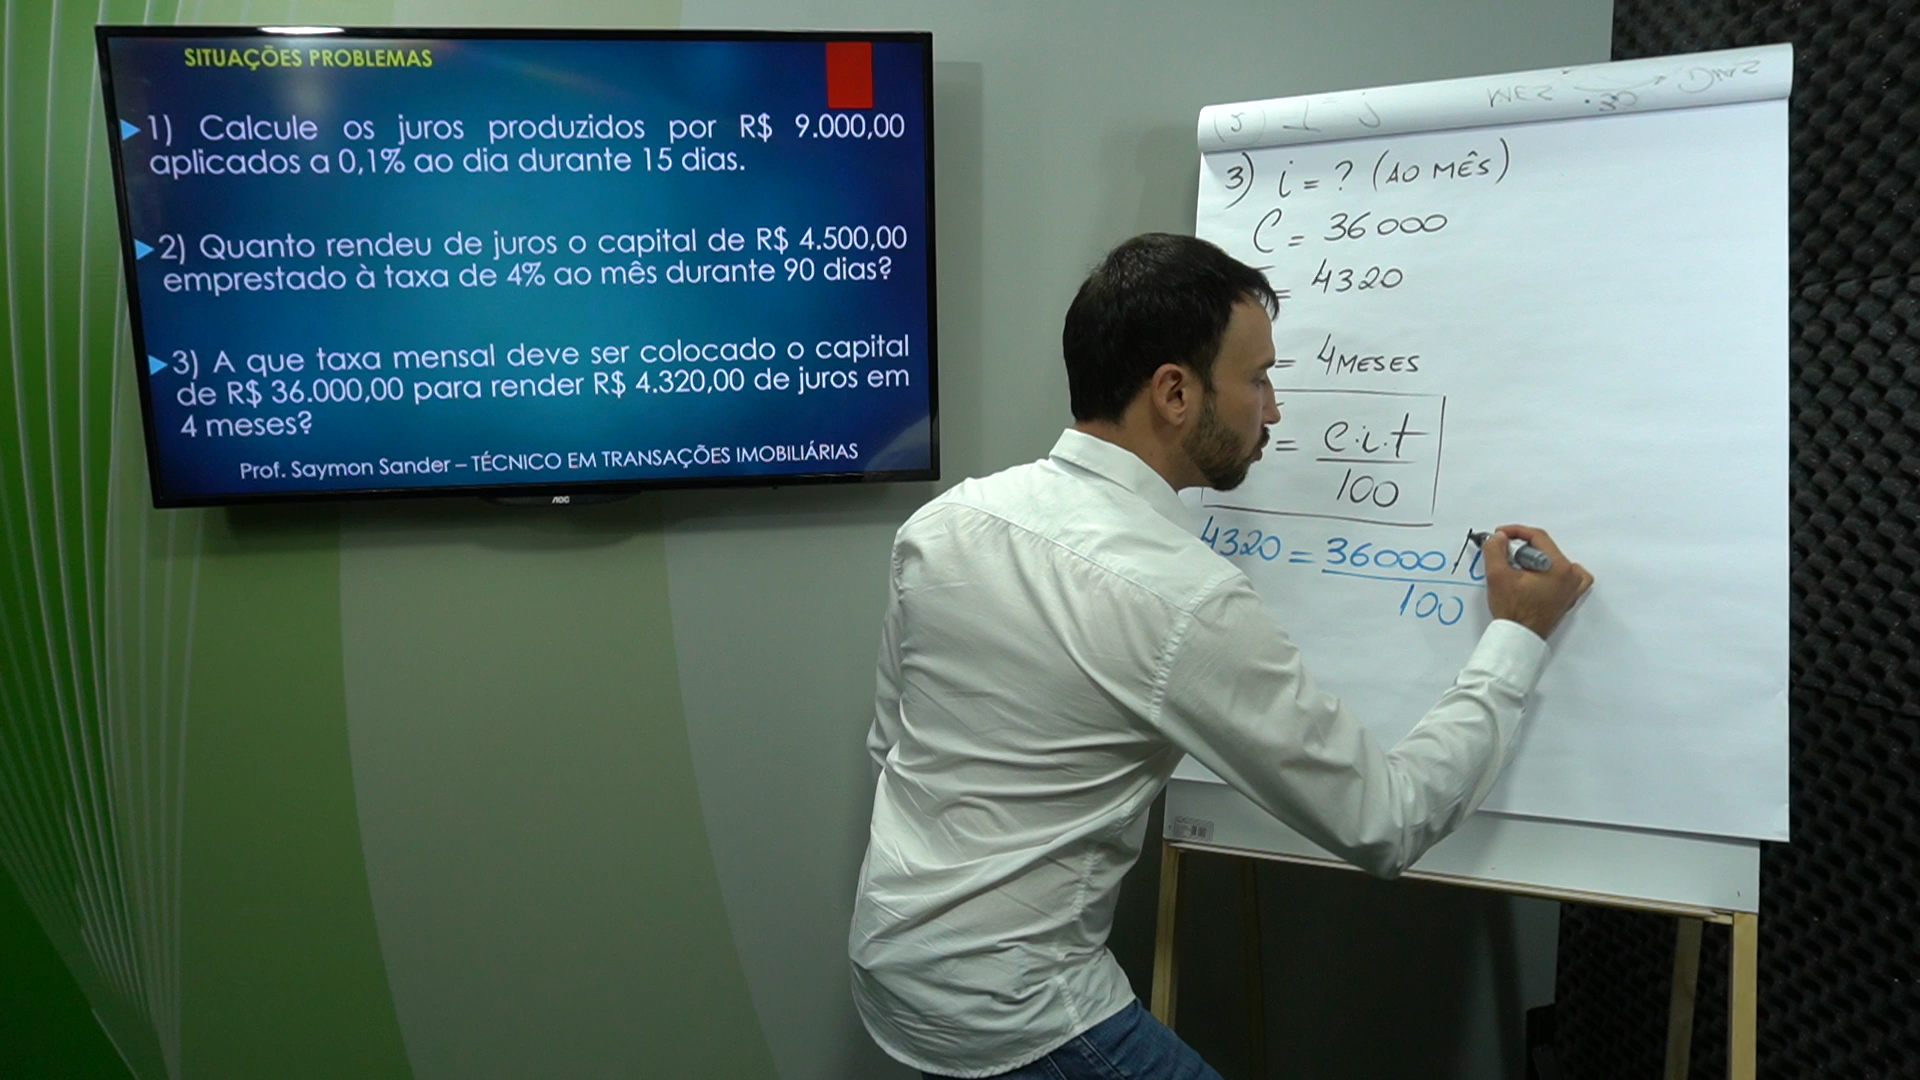 SITUAÇÕES PROBLEMAS
1) Calcule os juros produzidos por R$ 9.000,00
aplicados a 0,1% ao dia durante 15 dias.
2) Quanto rendeu de juros o capital de R$ 4.500,00
emprestado à taxa de 4% ao mês durante 90 dias?
3) A que taxa mensal deve ser colocado o capital
de R$ 36.000,00 para render R$ 4.320,00 de juros em
4 meses?
Prof. Saymon Sander – TÉCNICO EM TRANSAÇÕES IMOBILIÁRIAS
AOC
3) i = ? (AO MÊS)
C = 36000
= 4320
= 4 MESES
= C.i.t
100
4320 = 36000
100